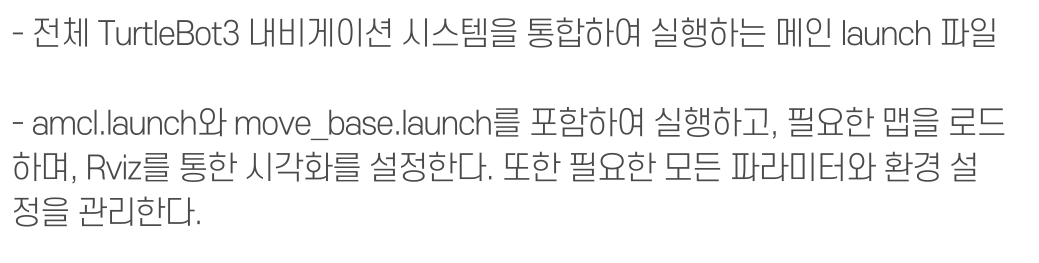 - 전체 TurtleBot3 내비게이션 시스템을 통합하여 실행하는 메인 launch 파일
- amcl.launch와 move_base.launch를 포함하여 실행하고, 필요한 맵을 로드
하며, Rviz를 통한 시각화를 설정한다. 또한 필요한 모든 파라미터와 환경 설
정을 관리한다.